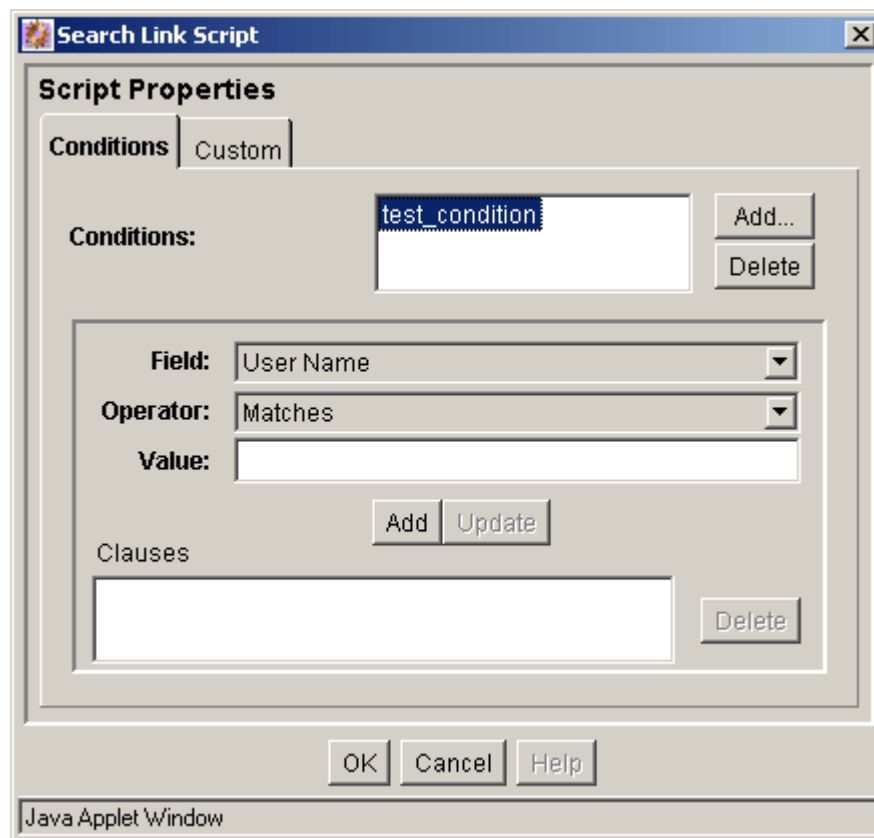 Search Link Script
Script Properties
Conditions Custom
Conditions: test_condition Add...
Delete
Field: User Name
Operator: Matches
Value:
Add Update
Clauses
Delete
OK Cancel Help
Java Applet Window